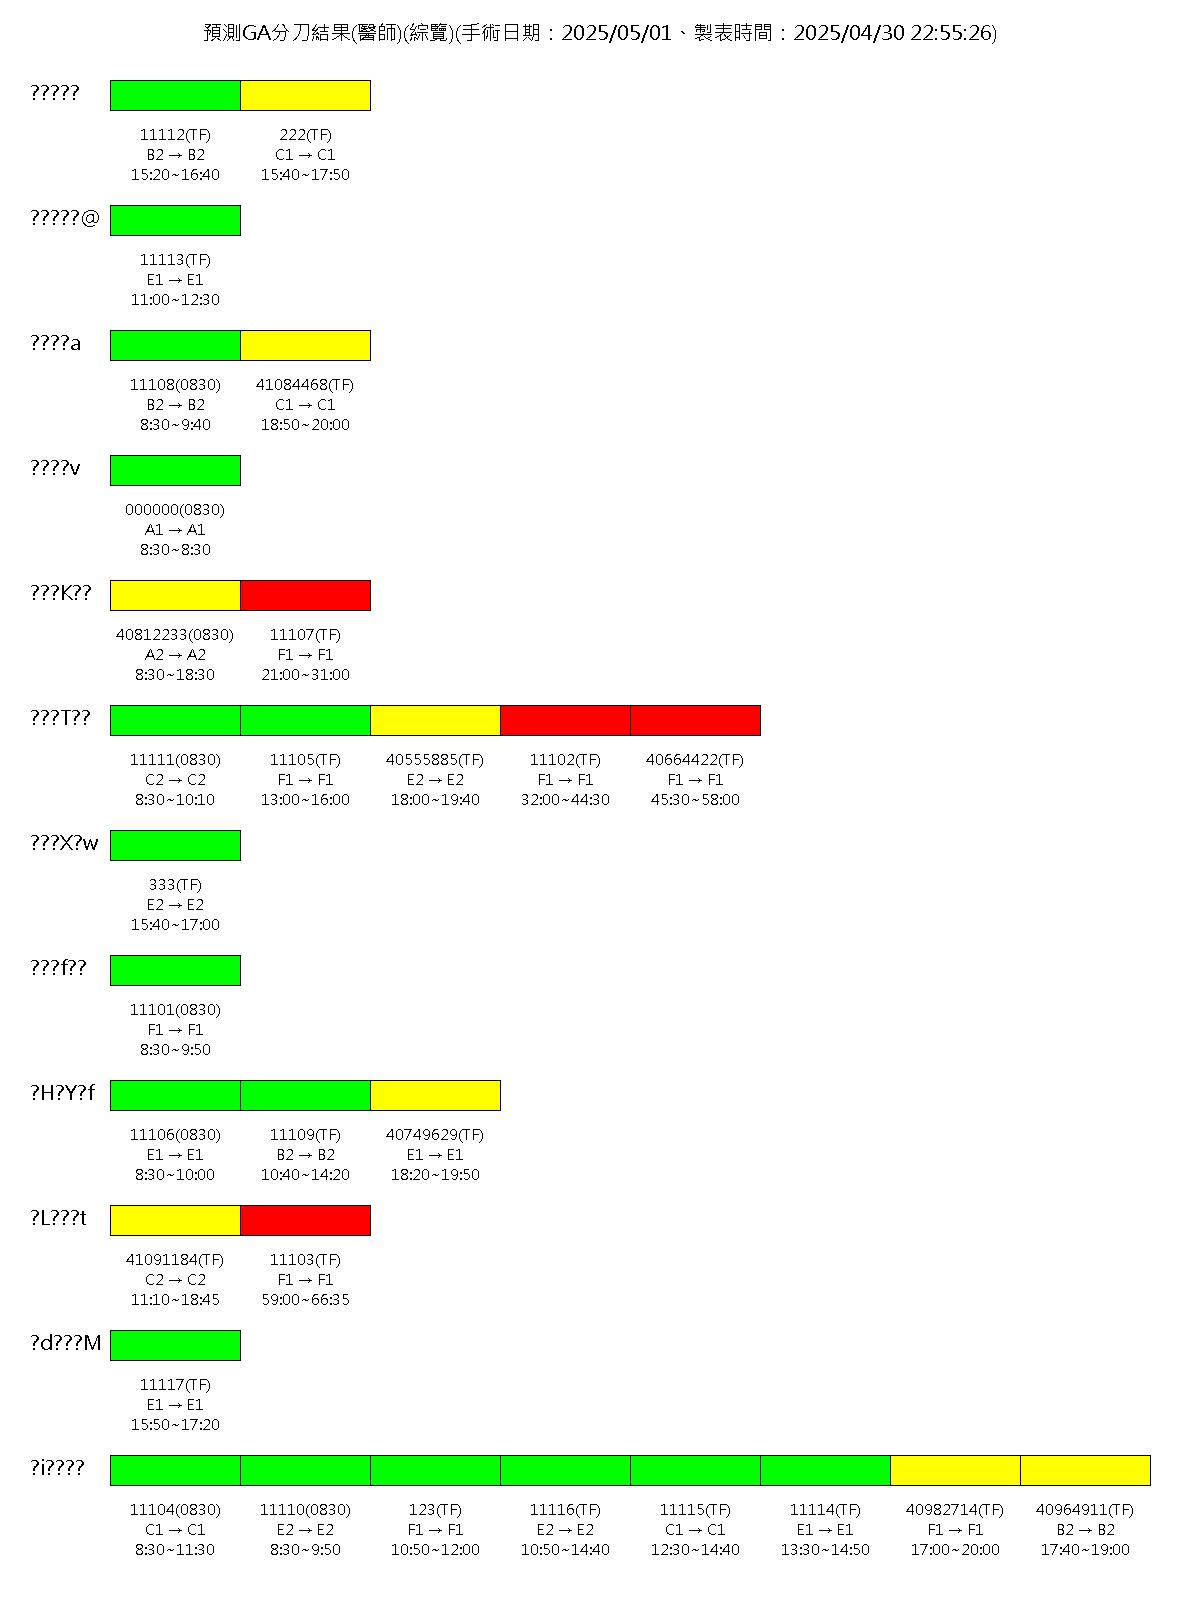 預測GA分刀結果(醫師)(綜覽)(手術日期：2025/05/01、製表時間：2025/04/30 22:55:26)
?????
11112(TF) 222(TF)
B2 → B2 C1 → C1
15:20~16:40 15:40~17:50
?????@
11113(TF)
E1 → E1
11:00~12:30
????a
11108(0830) 41084468(TF)
B2 → B2 C1 → C1
8:30~9:40 18:50~20:00
????v
000000(0830)
A1 → A1
8:30~8:30
???K??
40812233(0830) 11107(TF)
A2 → A2 F1 → F1
8:30~18:30 21:00~31:00
???T??
11111(0830) 11105(TF) 40555885(TF) 11102(TF) 40664422(TF)
C2 → C2 F1 → F1 E2 → E2 F1 → F1 F1 → F1
8:30~10:10 13:00~16:00 18:00~19:40 32:00~44:30 45:30~58:00
???X?w
333(TF)
E2 → E2
15:40~17:00
???f??
11101(0830)
F1 → F1
8:30~9:50
?H?Y?f
11106(0830) 11109(TF) 40749629(TF)
E1 → E1 B2 → B2 E1 → E1
8:30~10:00 10:40~14:20 18:20~19:50
?L???t
41091184(TF) 11103(TF)
C2 → C2 F1 → F1
11:10~18:45 59:00~66:35
?d???M
11117(TF)
E1 → E1
15:50~17:20
?i????
11104(0830) 11110(0830) 123(TF) 11116(TF) 11115(TF) 11114(TF) 40982714(TF) 40964911(TF)
C1 → C1 E2 → E2 F1 → F1 E2 → E2 C1 → C1 E1 → E1 F1 → F1 B2 → B2
8:30~11:30 8:30~9:50 10:50~12:00 10:50~14:40 12:30~14:40 13:30~14:50 17:00~20:00 17:40~19:00